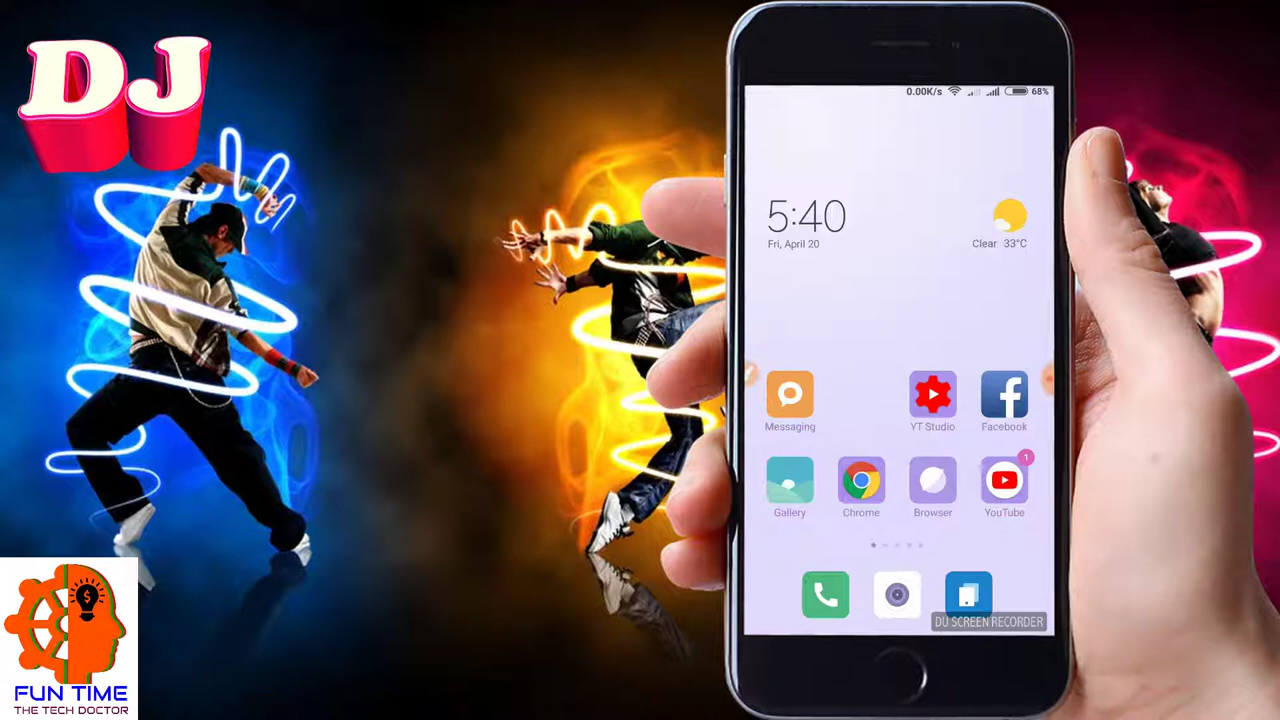 DJ
0.00K/s 68%
5:40
Fri, April 20
Clear 33°C
Messaging
YT Studio
Facebook
1
Gallery
Chrome
Browser
YouTube
DU SCREEN RECORDER
$
FUN TIME
THE TECH DOCTOR